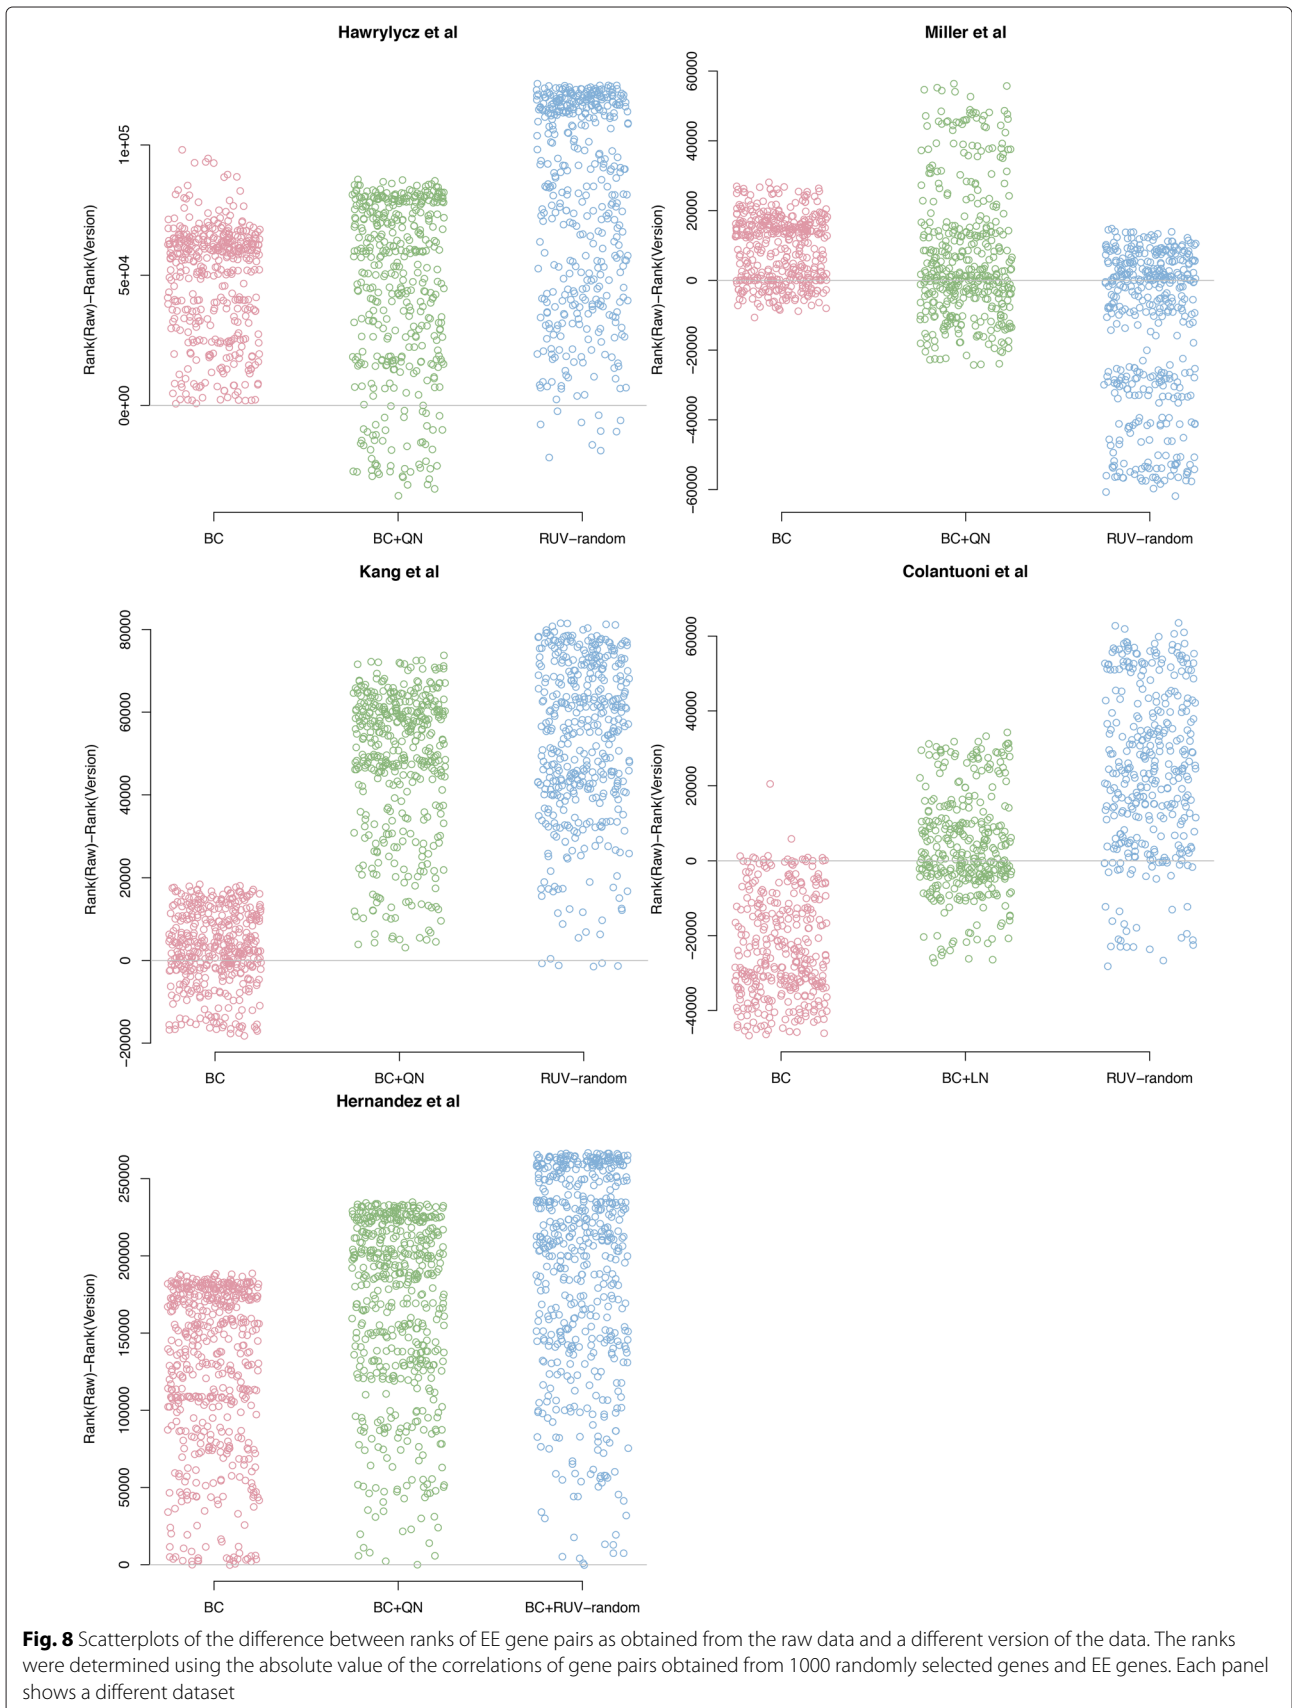 Hawrylycz et al
Rank(Raw)−Rank(Version)
1e+05
5e+04
0e+00
BC
BC+QN
RUV−random
Miller et al
Rank(Raw)−Rank(Version)
60000
40000
20000
0
−20000
−40000
−60000
BC
BC+QN
RUV−random
Kang et al
Rank(Raw)−Rank(Version)
80000
60000
40000
20000
0
−20000
BC
BC+QN
RUV−random
Colantuoni et al
Rank(Raw)−Rank(Version)
60000
40000
20000
0
−20000
−40000
BC
BC+LN
RUV−random
Hernandez et al
Rank(Raw)−Rank(Version)
250000
200000
150000
100000
50000
0
BC
BC+QN
BC+RUV−random
Fig. 8 Scatterplots of the difference between ranks of EE gene pairs as obtained from the raw data and a different version of the data. The ranks
were determined using the absolute value of the correlations of gene pairs obtained from 1000 randomly selected genes and EE genes. Each panel
shows a different dataset